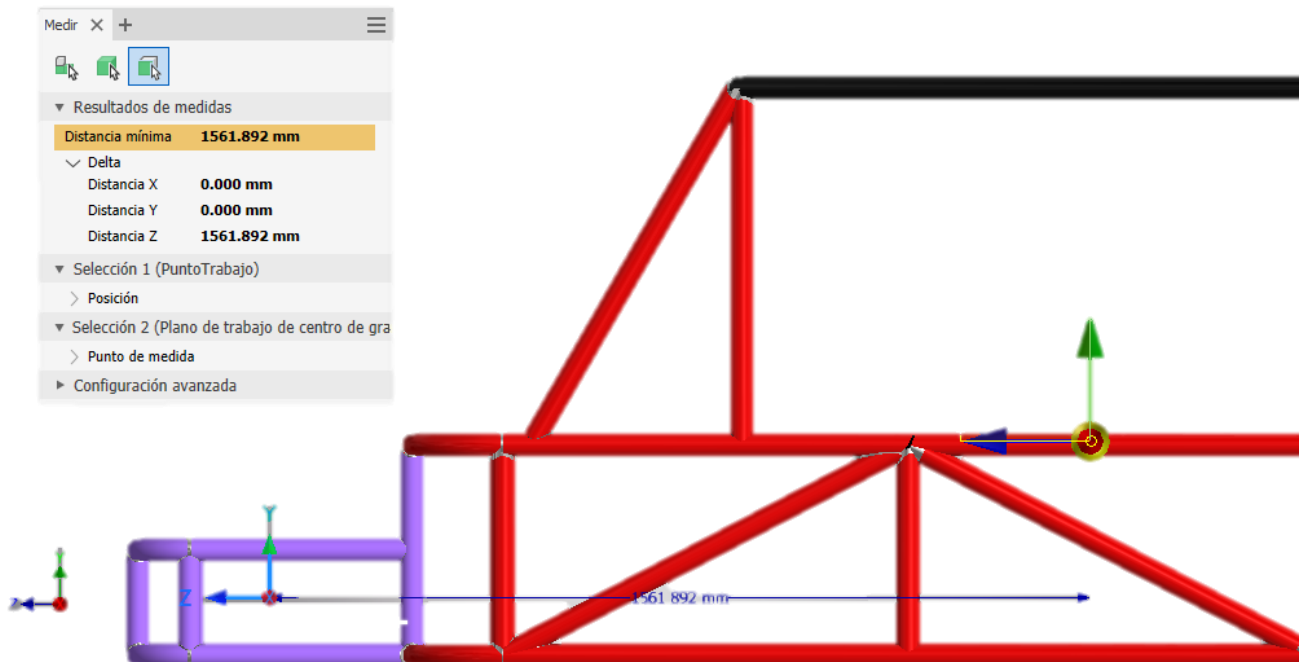 Medir
Resultados de medidas
Distancia mínima 1561.892 mm
Delta
Distancia X 0.000 mm
Distancia Y 0.000 mm
Distancia Z 1561.892 mm
Selección 1 (PuntoTrabajo)
Posición
Selección 2 (Plano de trabajo de centro de gra
Punto de medida
Configuración avanzada
Y
Z
1561.892 mm
Z